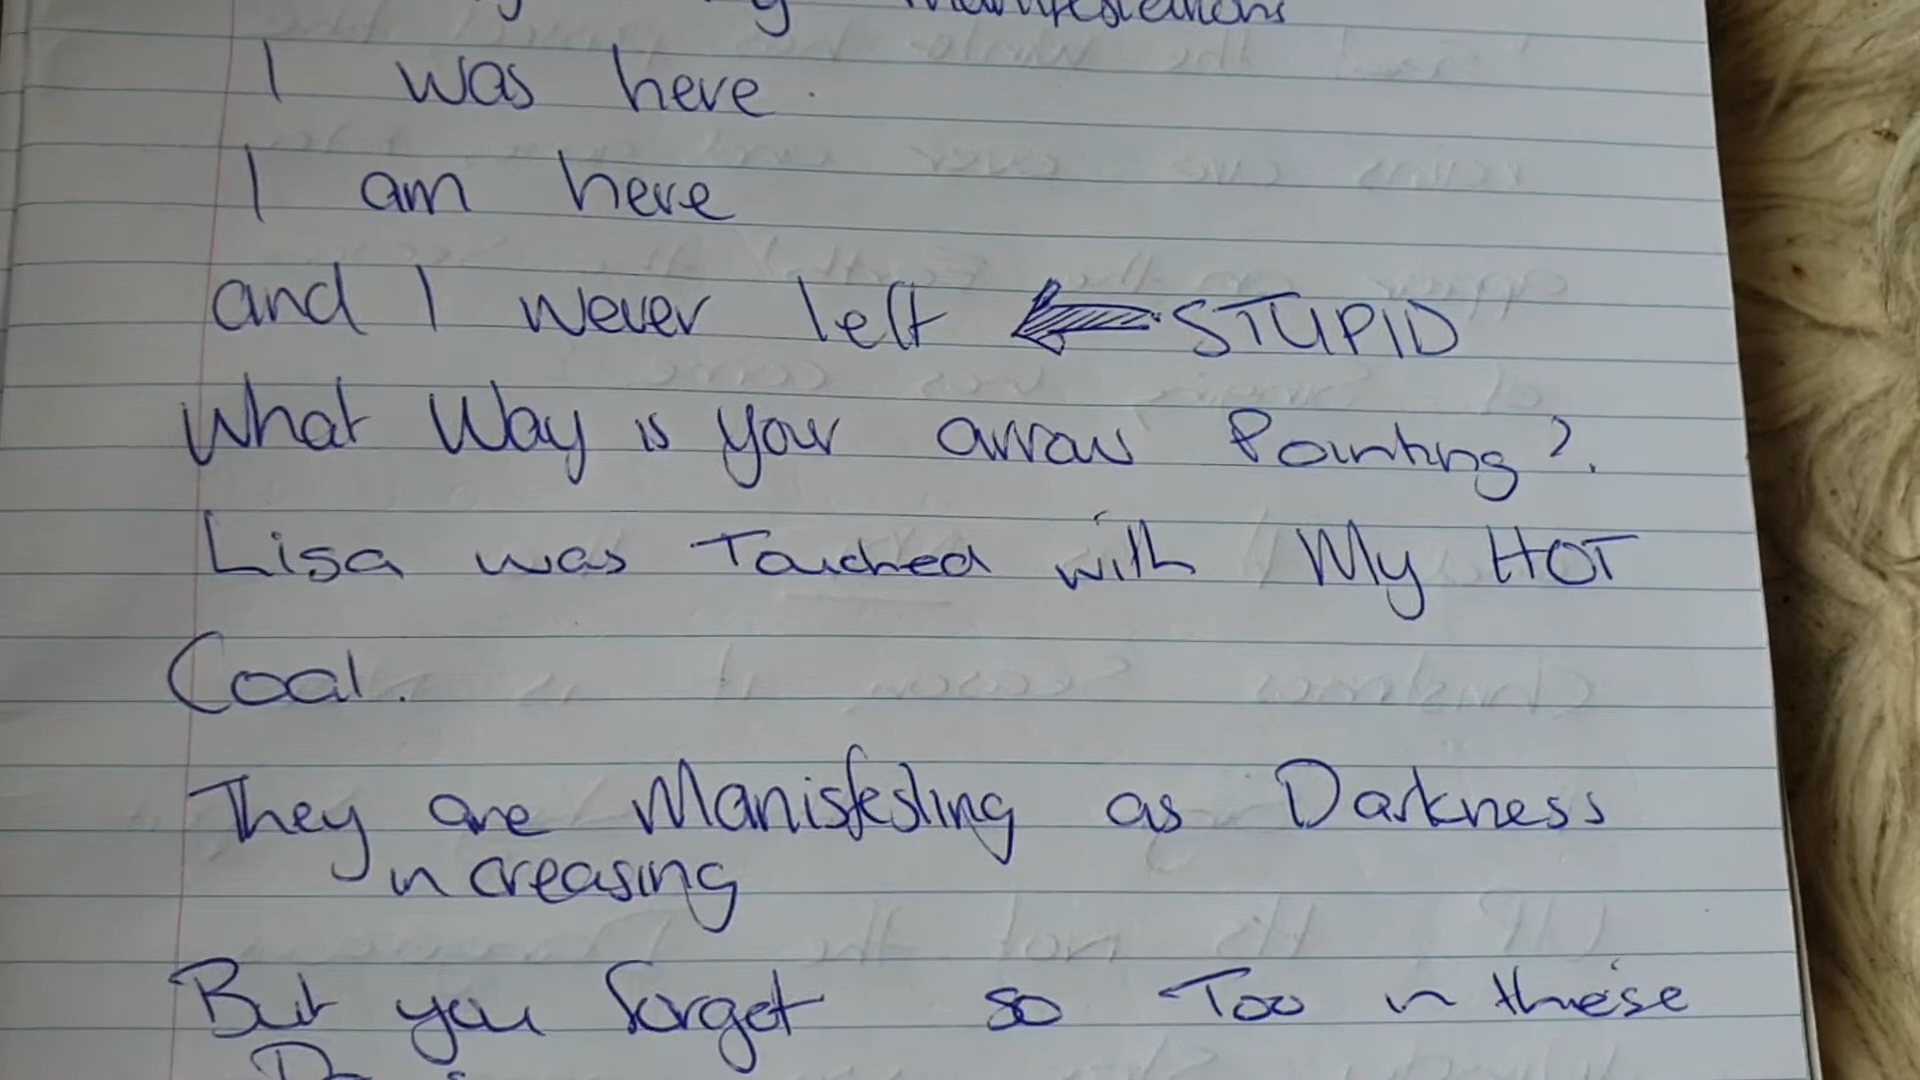 Manifestations
I was here.
I am here
and I never left ⇐ STUPID
What Way is your arrow Pointing?.
Lisa was Touched with My HOT
Coal.
They are Manisfesting as Darkness
increasing
But you forget so Too in these